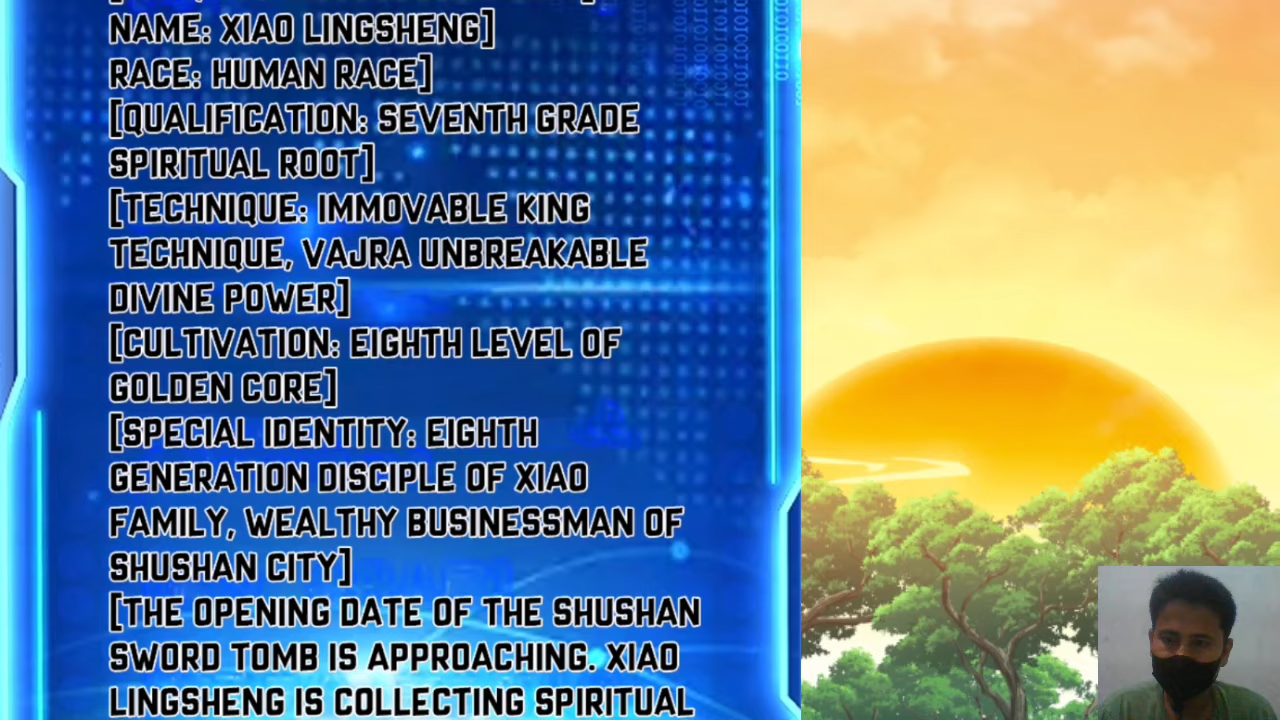 NAME: XIAO LINGSHENG]
RACE: HUMAN RACE]
[QUALIFICATION: SEVENTH GRADE
SPIRITUAL ROOT]
[TECHNIQUE: IMMOVABLE KING
TECHNIQUE, VAJRA UNBREAKABLE
DIVINE POWER]
[CULTIVATION: EIGHTH LEVEL OF
GOLDEN CORE]
[SPECIAL IDENTITY: EIGHTH
GENERATION DISCIPLE OF XIAO
FAMILY, WEALTHY BUSINESSMAN OF
SHUSHAN CITY]
[THE OPENING DATE OF THE SHUSHAN
SWORD TOMB IS APPROACHING. XIAO
LINGSHENG IS COLLECTING SPIRITUAL